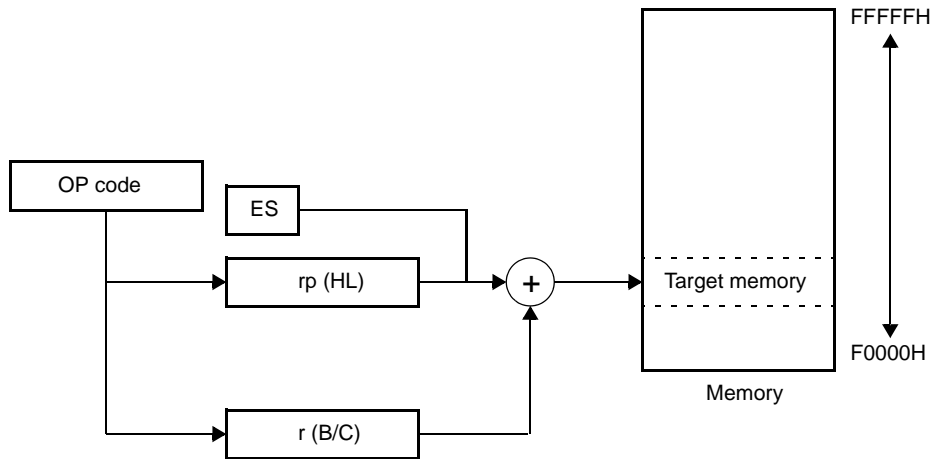 FFFFFH
OP code
ES
rp (HL)
+
Target memory
F0000H
Memory
r (B/C)